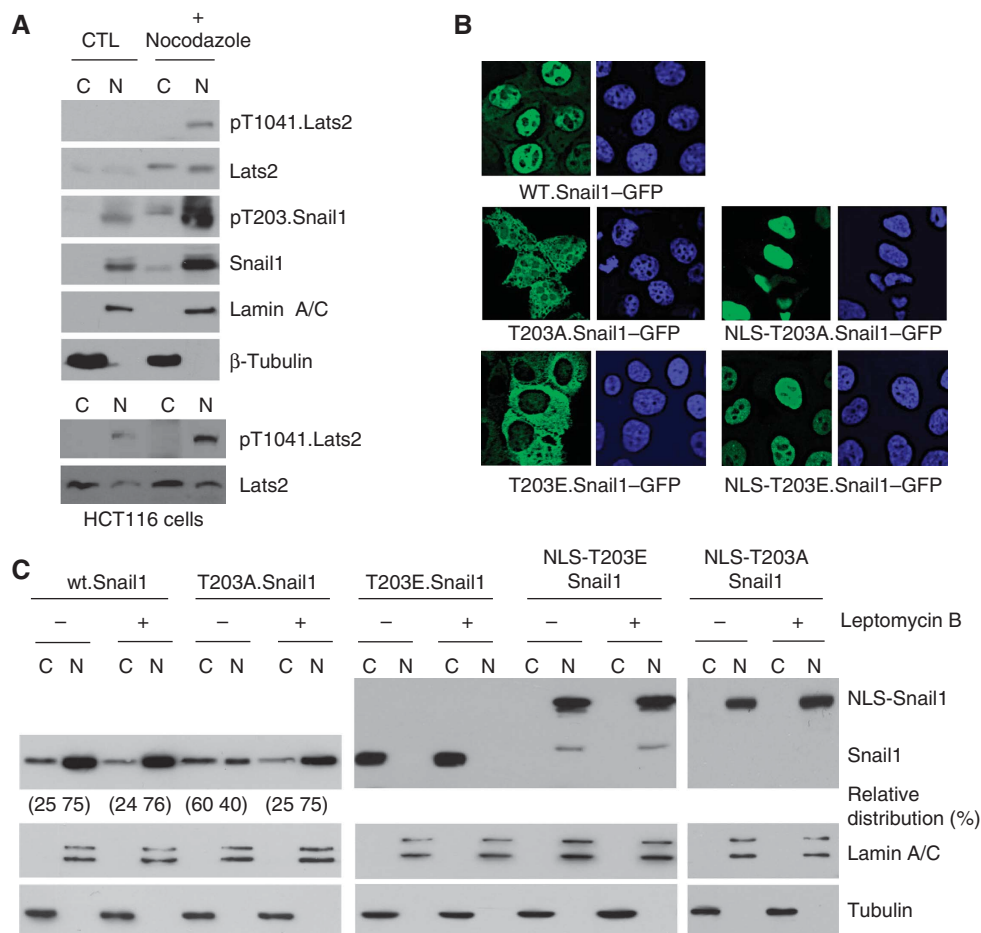 A
CTL
+
Nocodazole
C N C N
pT1041.Lats2
Lats2
pT203.Snail1
Snail1
Lamin A/C
β-Tubulin
C N C N
pT1041.Lats2
Lats2
HCT116 cells
B
WT.Snail1–GFP
T203A.Snail1–GFP
NLS-T203A.Snail1–GFP
T203E.Snail1–GFP
NLS-T203E.Snail1–GFP
C
wt.Snail1
T203A.Snail1
T203E.Snail1
NLS-T203E
Snail1
NLS-T203A
Snail1
– + – + – + – + – + Leptomycin B
C N C N C N C N C N C N C N C N C N C N
NLS-Snail1
Snail1
(25 75) (24 76) (60 40) (25 75)
Relative
distribution (%)
Lamin A/C
Tubulin